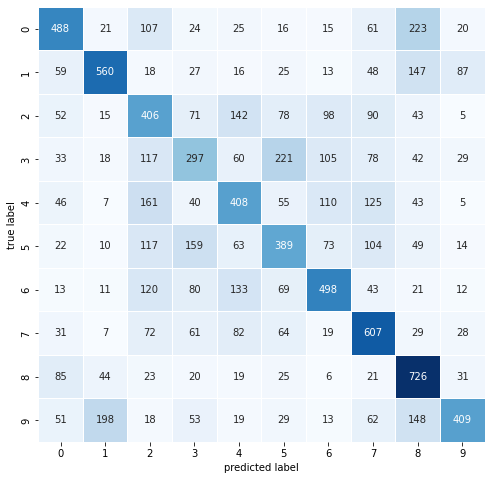 0 488 21 107 24 25 16 15 61 223 20
1 59 560 18 27 16 25 13 48 147 87
2 52 15 406 71 142 78 98 90 43 5
3 33 18 117 297 60 221 105 78 42 29
4 46 7 161 40 408 55 110 125 43 5
5 22 10 117 159 63 389 73 104 49 14
6 13 11 120 80 133 69 498 43 21 12
7 31 7 72 61 82 64 19 607 29 28
8 85 44 23 20 19 25 6 21 726 31
9 51 198 18 53 19 29 13 62 148 409
0 1 2 3 4 5 6 7 8 9
true label
predicted label